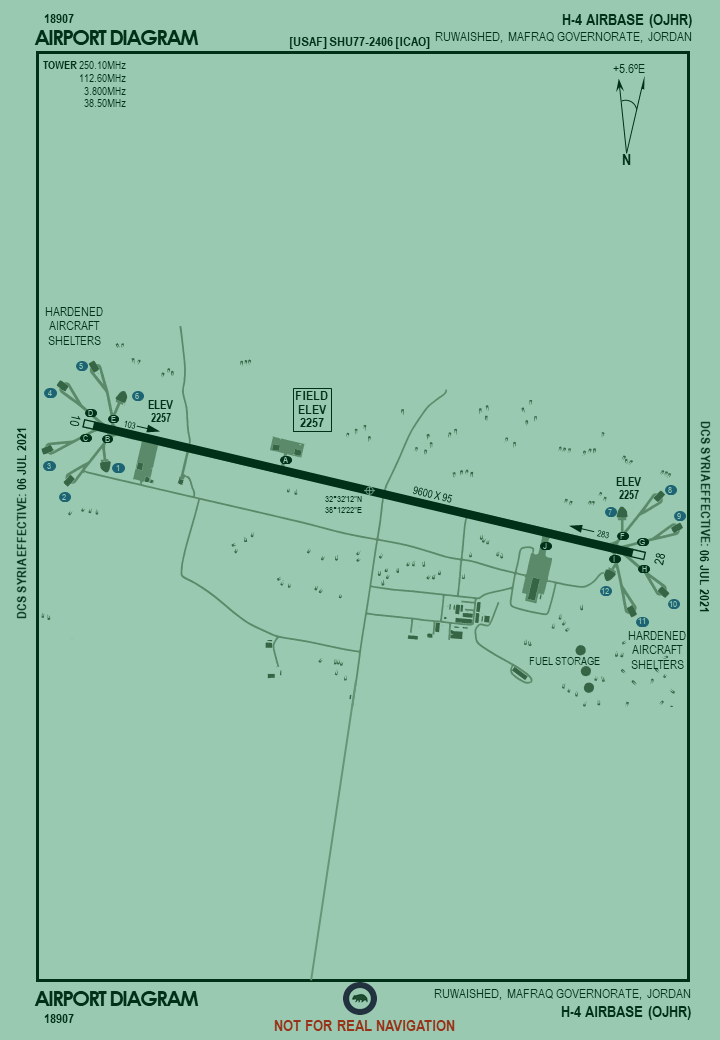 18907
H-4 AIRBASE (OJHR)
AIRPORT DIAGRAM
[USAF] SHU77-2406 [ICAO]
RUWAISHED, MAFRAQ GOVERNORATE, JORDAN
TOWER 250.10MHz
112.60MHz
3.800MHz
38.50MHz
+5.6ºE
N
HARDENED
AIRCRAFT
SHELTERS
5
4
6
D
E
10
103
C
B
3
1
2
ELEV
2257
FIELD
ELEV
2257
A
32°32'12"N
38°12'22"E
9600 X 95
ELEV
2257
8
7
9
283
F
G
J
I
H
28
12
10
11
HARDENED
AIRCRAFT
SHELTERS
FUEL STORAGE
DCS SYRIA EFFECTIVE: 06 JUL 2021
DCS SYRIA EFFECTIVE: 06 JUL 2021
AIRPORT DIAGRAM
18907
RUWAISHED, MAFRAQ GOVERNORATE, JORDAN
H-4 AIRBASE (OJHR)
NOT FOR REAL NAVIGATION